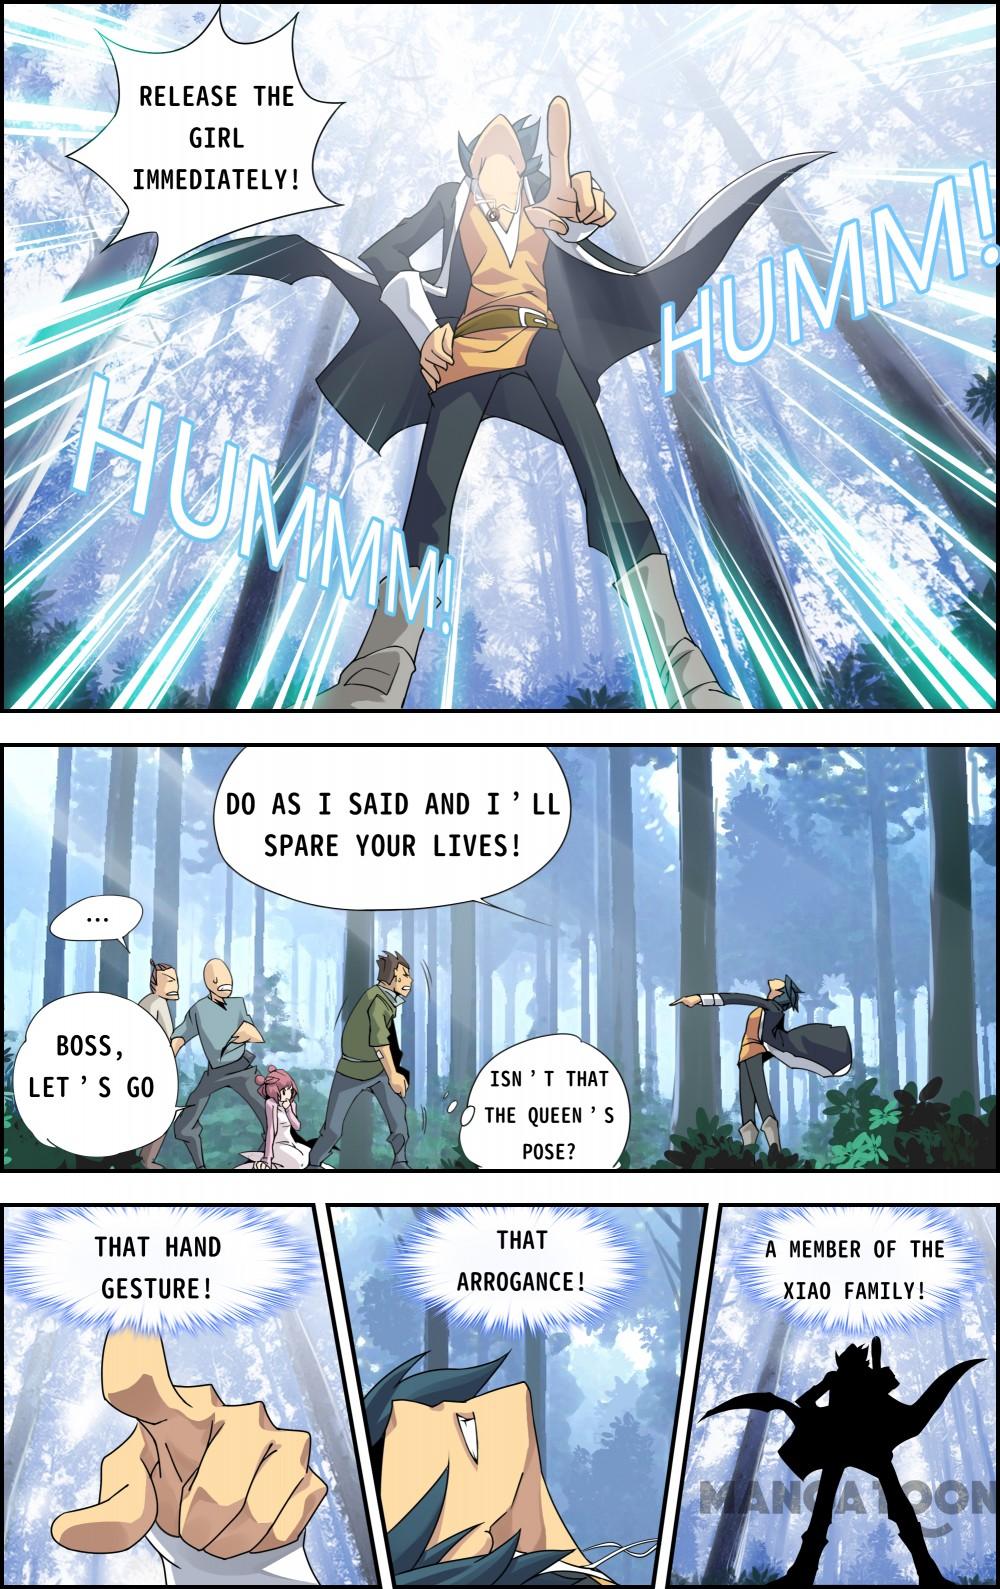 RELEASE THE
GIRL
IMMEDIATELY!
HUMM!
HUMMM!
DO AS I SAID AND I'LL
SPARE YOUR LIVES!
...
BOSS,
LET'S GO
ISN'T THAT
THE QUEEN'S
POSE?
THAT HAND
GESTURE!
THAT
ARROGANCE!
A MEMBER OF THE
XIAO FAMILY!
MANGATOON